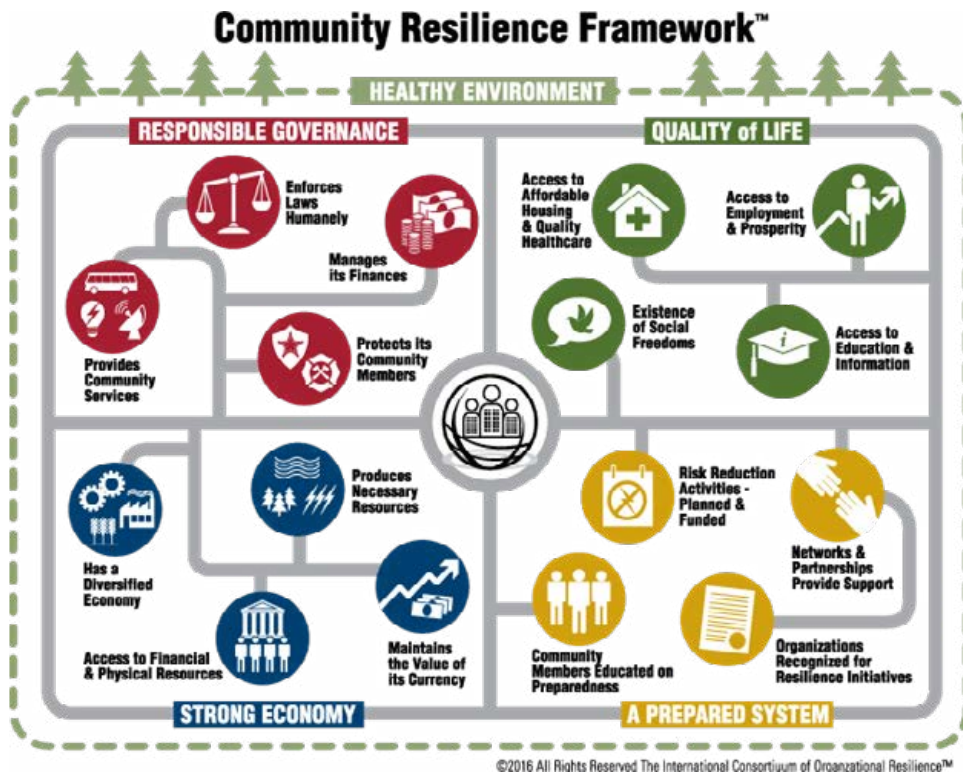 Community Resilience Framework™
HEALTHY ENVIRONMENT
RESPONSIBLE GOVERNANCE
Enforces
Laws
Humanely
Manages
its Finances
Provides
Community
Services
Protects its
Community
Members
QUALITY of LIFE
Access to
Affordable
Housing
& Quality
Healthcare
Access to
Employment
& Prosperity
Existence
of Social
Freedoms
i
Access to
Education &
Information
Has a
Diversified
Economy
Produces
Necessary
Resources
Access to Financial
& Physical Resources
Maintains
the Value of
its Currency
STRONG ECONOMY
Risk Reduction
Activities -
Planned &
Funded
Networks &
Partnerships
Provide Support
Community
Members Educated on
Preparedness
Organizations
Recognized for
Resilience Initiatives
A PREPARED SYSTEM
©2016 All Rights Reserved The International Consortium of Organzational Resilience™